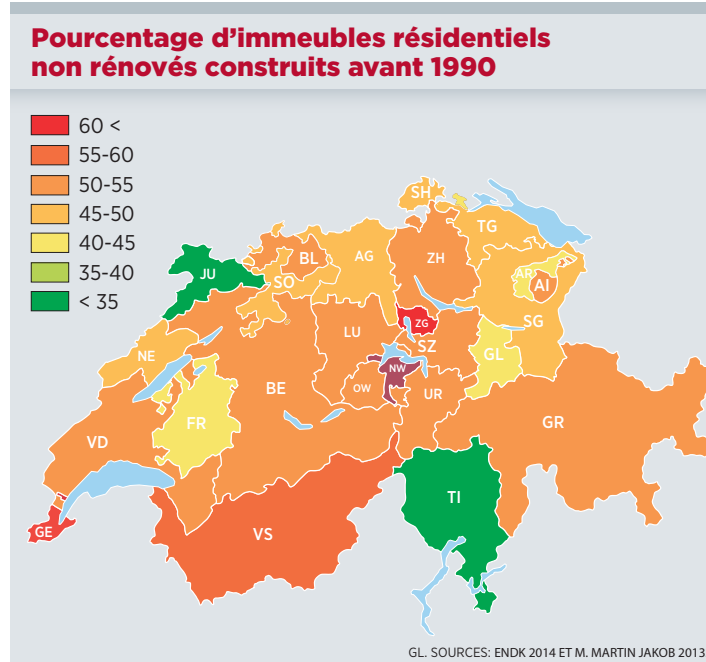 Pourcentage d’immeubles résidentiels
non rénovés construits avant 1990
60 <
55-60
50-55
45-50
40-45
35-40
< 35
SH
TG
BL
AG
ZH
JU
SO
AR
AI
ZG
SG
LU
SZ
NE
GL
NW
OW
BE
UR
FR
GR
VD
TI
GE
VS
GL. SOURCES: ENDK 2014 ET M. MARTIN JAKOB 2013